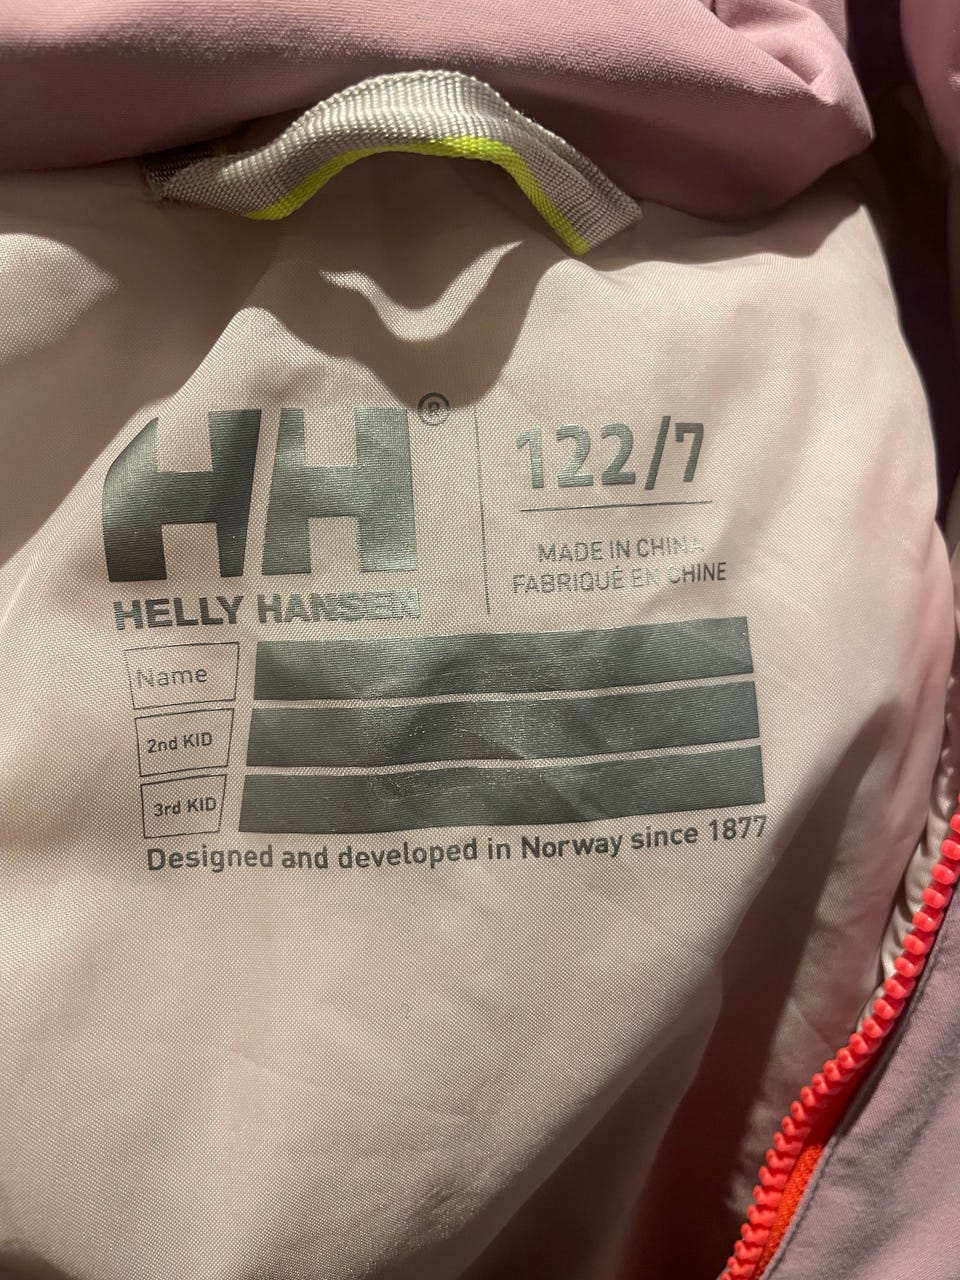 HH®
HELLY HANSEN
122/7
MADE IN CHINA
FABRIQUÉ EN CHINE
Name
2nd KID
3rd KID
Designed and developed in Norway since 1877